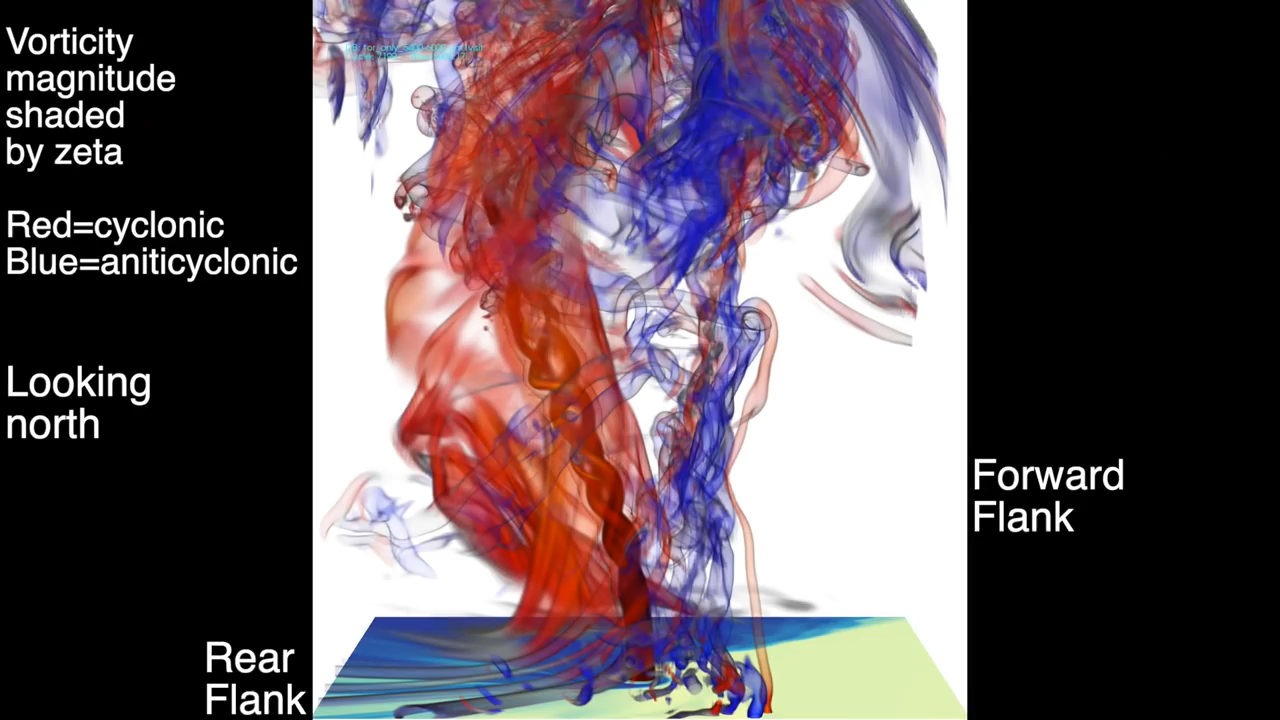 Vorticity
magnitude
shaded
by zeta
Red=cyclonic
Blue=aniticyclonic
Looking
north
Forward
Flank
Rear
Flank